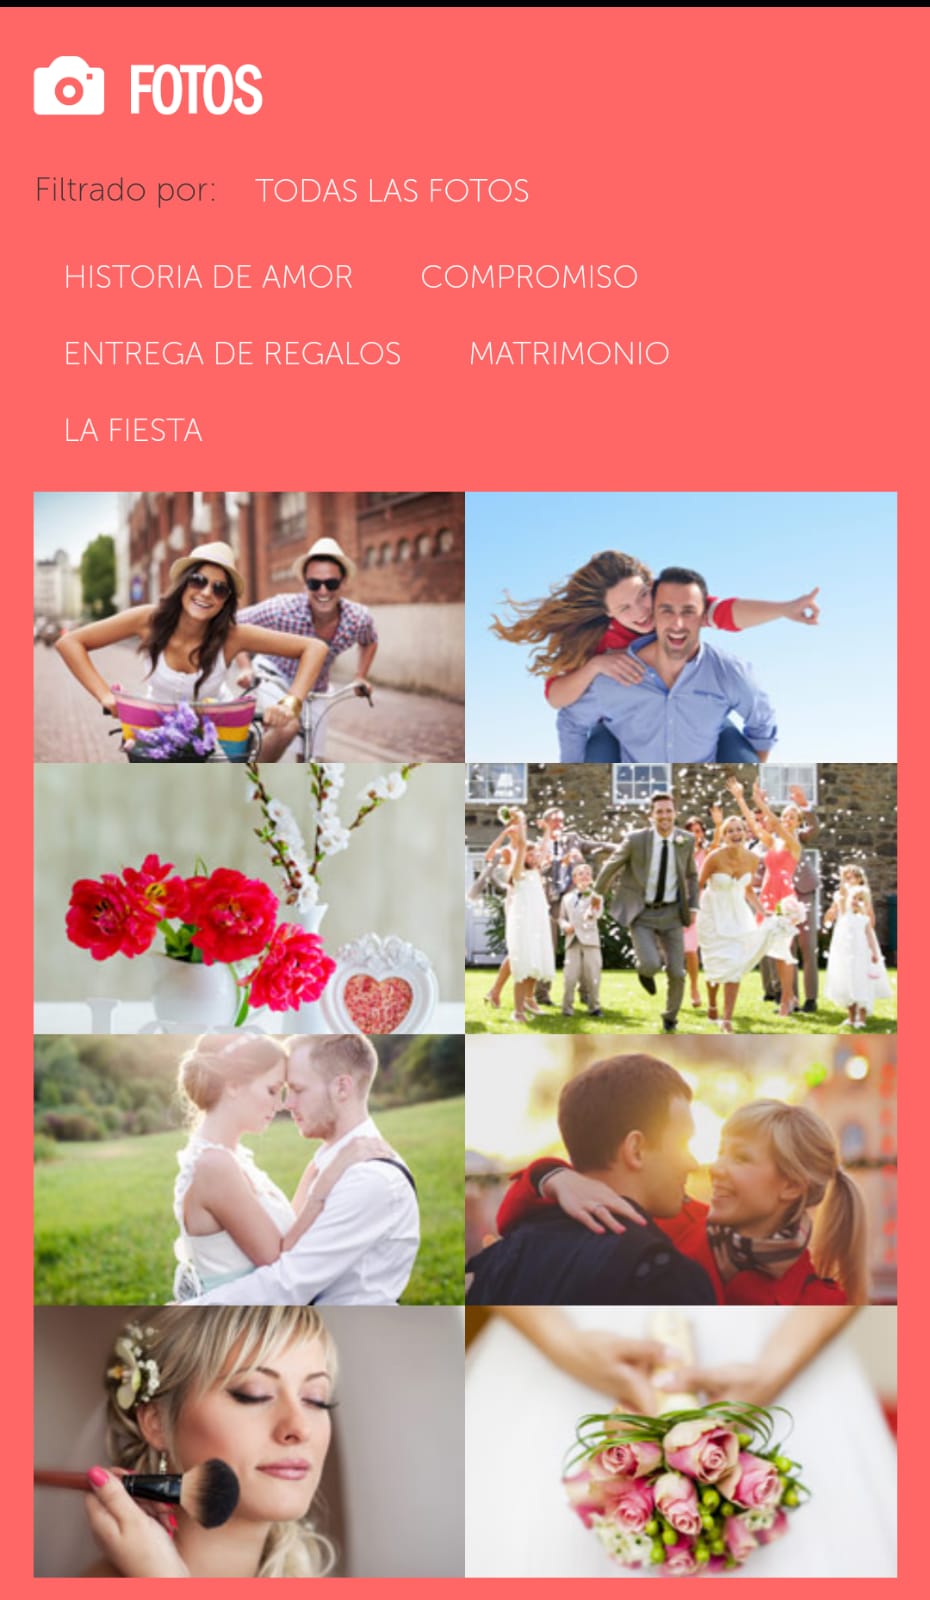 FOTOS
Filtrado por: TODAS LAS FOTOS
HISTORIA DE AMOR COMPROMISO
ENTREGA DE REGALOS MATRIMONIO
LA FIESTA